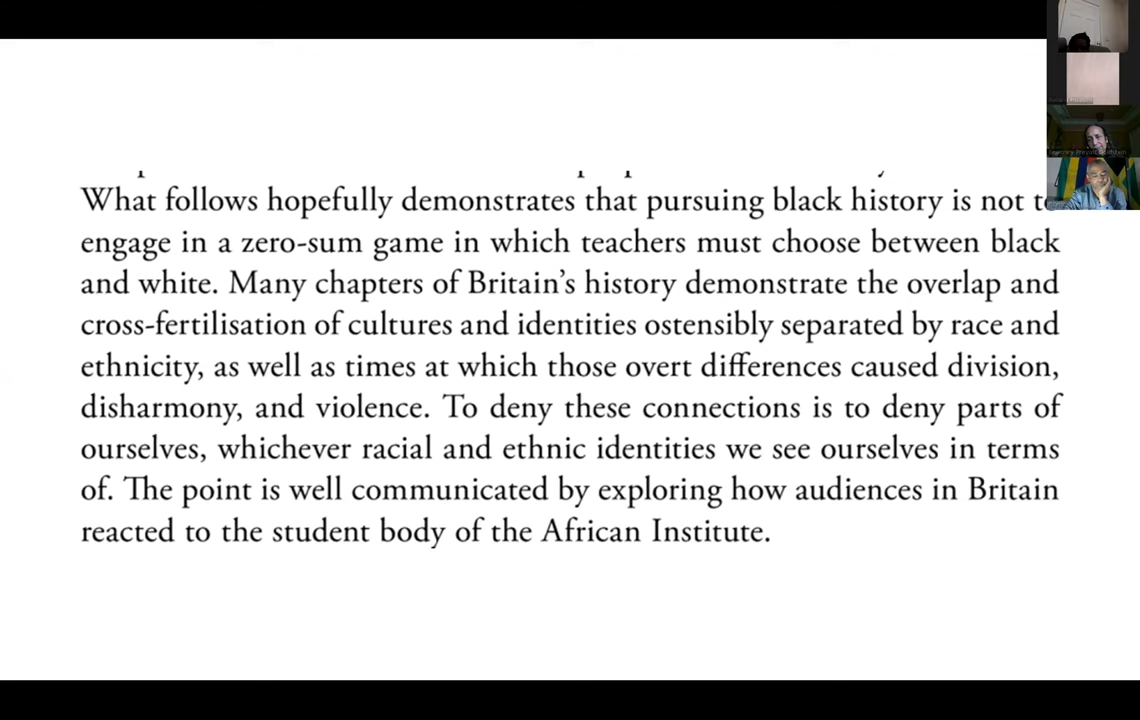 What follows hopefully demonstrates that pursuing black history is not
engage in a zero-sum game in which teachers must choose between black
and white. Many chapters of Britain’s history demonstrate the overlap and
cross-fertilisation of cultures and identities ostensibly separated by race and
ethnicity, as well as times at which those overt differences caused division,
disharmony, and violence. To deny these connections is to deny parts of
ourselves, whichever racial and ethnic identities we see ourselves in terms
of. The point is well communicated by exploring how audiences in Britain
reacted to the student body of the African Institute.